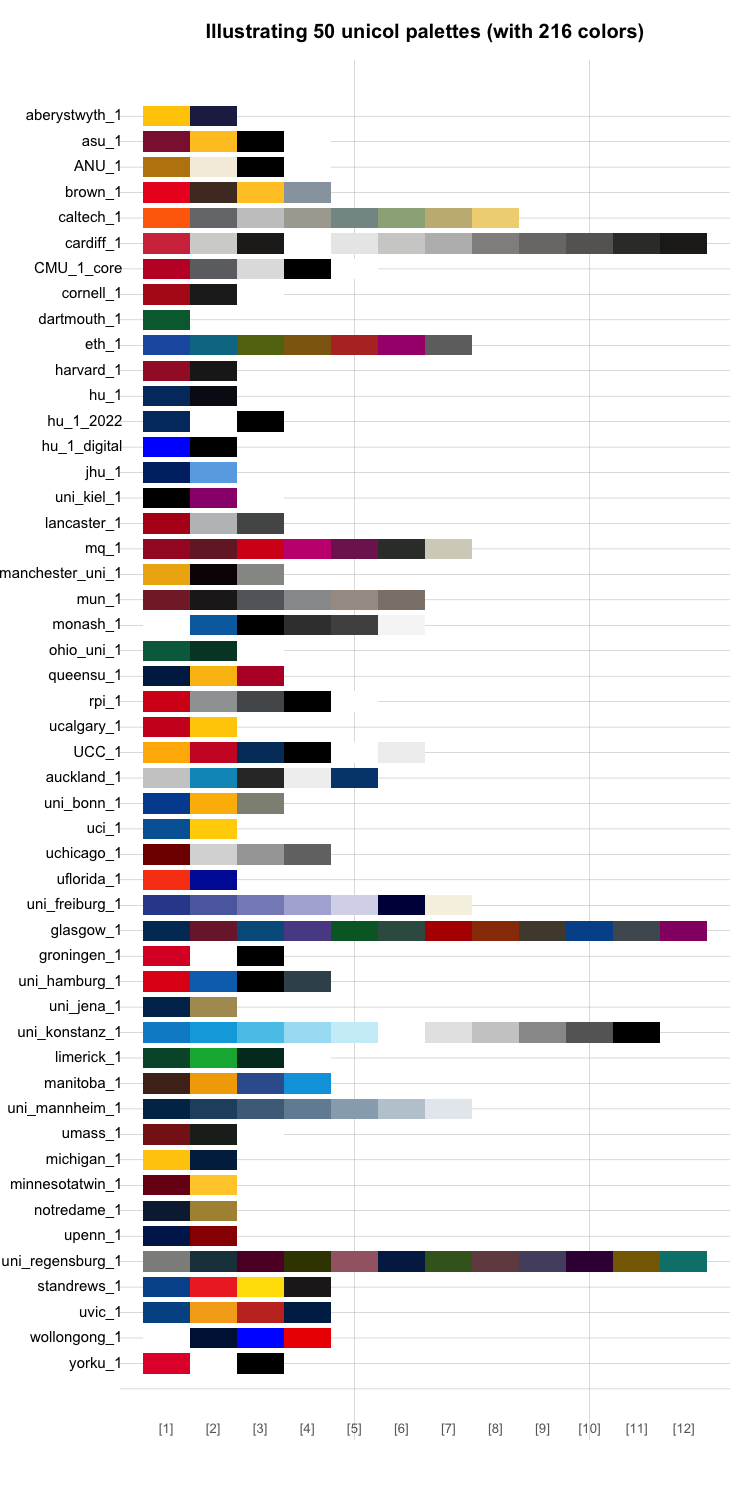 Illustrating 50 unicol palettes (with 216 colors)
aberystwyth_1
asu_1
ANU_1
brown_1
caltech_1
cardiff_1
CMU_1_core
cornell_1
dartmouth_1
eth_1
harvard_1
hu_1
hu_1_2022
hu_1_digital
jhu_1
uni_kiel_1
lancaster_1
mq_1
manchester_uni_1
mun_1
monash_1
ohio_uni_1
queensu_1
rpi_1
ucalgary_1
UCC_1
auckland_1
uni_bonn_1
uci_1
uchicago_1
uflorida_1
uni_freiburg_1
glasgow_1
groningen_1
uni_hamburg_1
uni_jena_1
uni_konstanz_1
limerick_1
manitoba_1
uni_mannheim_1
umass_1
michigan_1
minnesotatwin_1
notredame_1
upenn_1
uni_regensburg_1
standrews_1
uvic_1
wollongong_1
yorku_1
[1] [2] [3] [4] [5] [6] [7] [8] [9] [10] [11] [12]